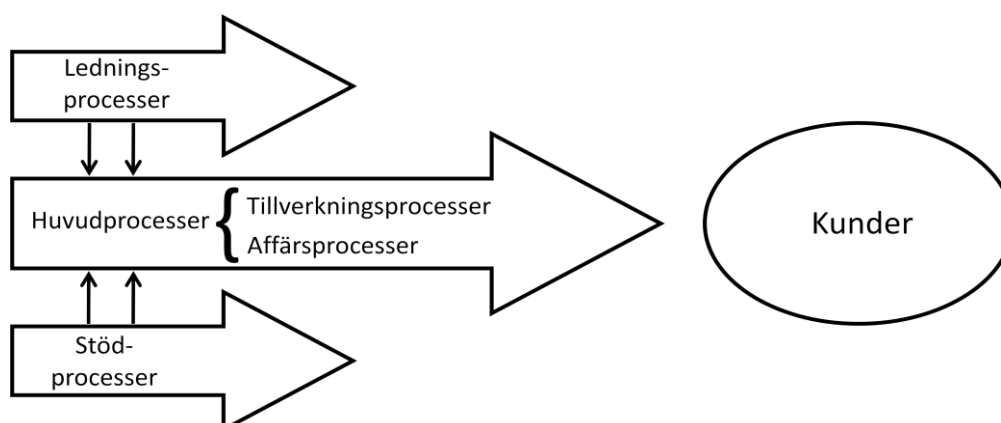 Lednings-
processer
Huvudprocesser
Tillverkningsprocesser
Affärsprocesser
Kunder
Stöd-
processer